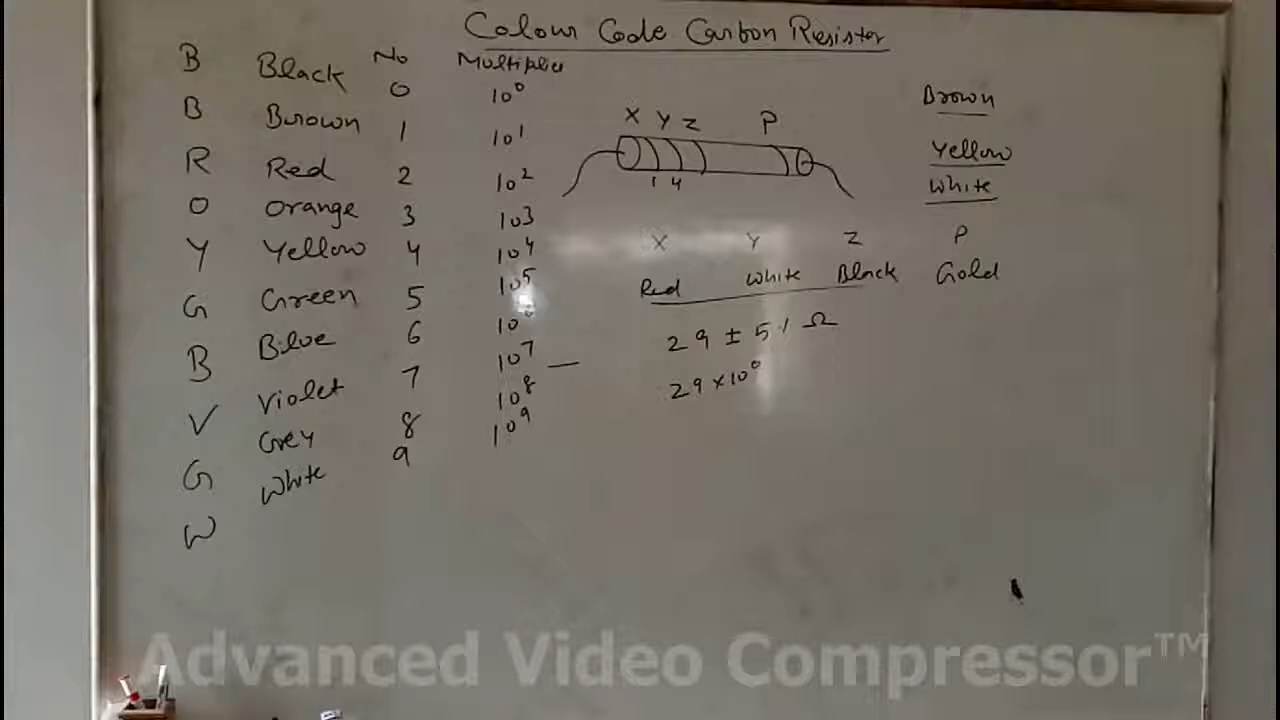 Colour Code Carbon Resistor
No Multiplier
B Black 0 10⁰
B Brown 1 10¹
R Red 2 10²
O Orange 3 10³
Y Yellow 4 10⁴
G Green 5 10⁵
B Blue 6 10
V Violet 7 10⁷ —
G Grey 8 10⁸
W White 9 10⁹
X Y Z P
1 4
Brown
Yellow
White
X Y Z P
Red White Black Gold
29 ± 5% Ω
29 × 10⁰
Advanced Video Compressor™